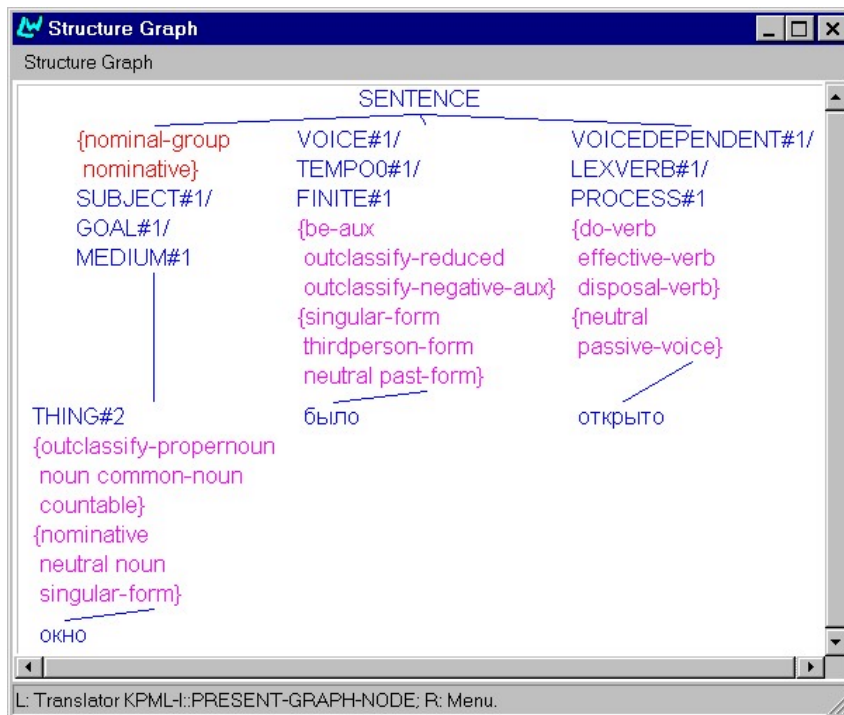 Structure Graph
Structure Graph
SENTENCE
{nominal-group
nominative}
SUBJECT#1/
GOAL#1/
MEDIUM#1
VOICE#1/
TEMPO0#1/
FINITE#1
{be-aux
outclassify-reduced
outclassify-negative-aux}
{singular-form
thirdperson-form
neutral past-form}
VOICEDEPENDENT#1/
LEXVERB#1/
PROCESS#1
{do-verb
effective-verb
disposal-verb}
{neutral
passive-voice}
THING#2
{outclassify-propernoun
noun common-noun
countable}
{nominative
neutral noun
singular-form}
было
открыто
окно
L: Translator KPML-I::PRESENT-GRAPH-NODE; R: Menu.